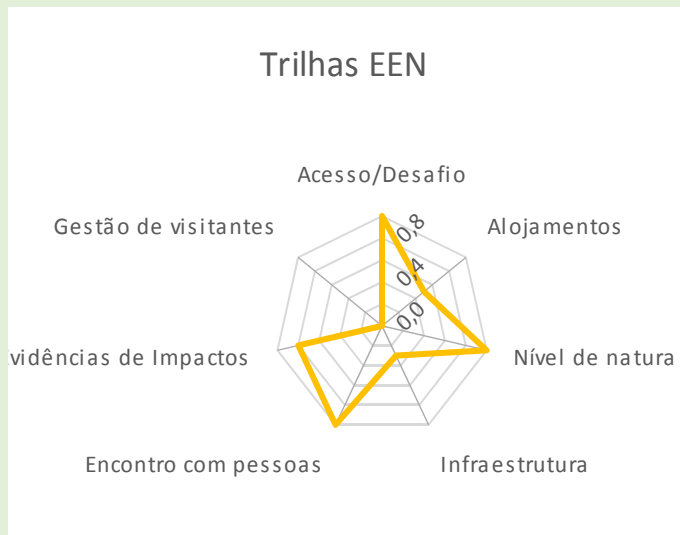 Trilhas EEN
Acesso/Desafio
Gestão de visitantes
0,8
Alojamentos
0,4
0,0
vidências de Impactos
Nível de natura
Encontro com pessoas
Infraestrutura